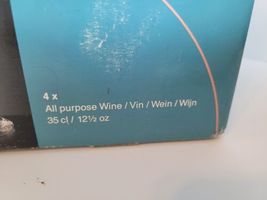 4 x
All purpose Wine / Vin / Wein / Wijn
35 cl / 12½ oz